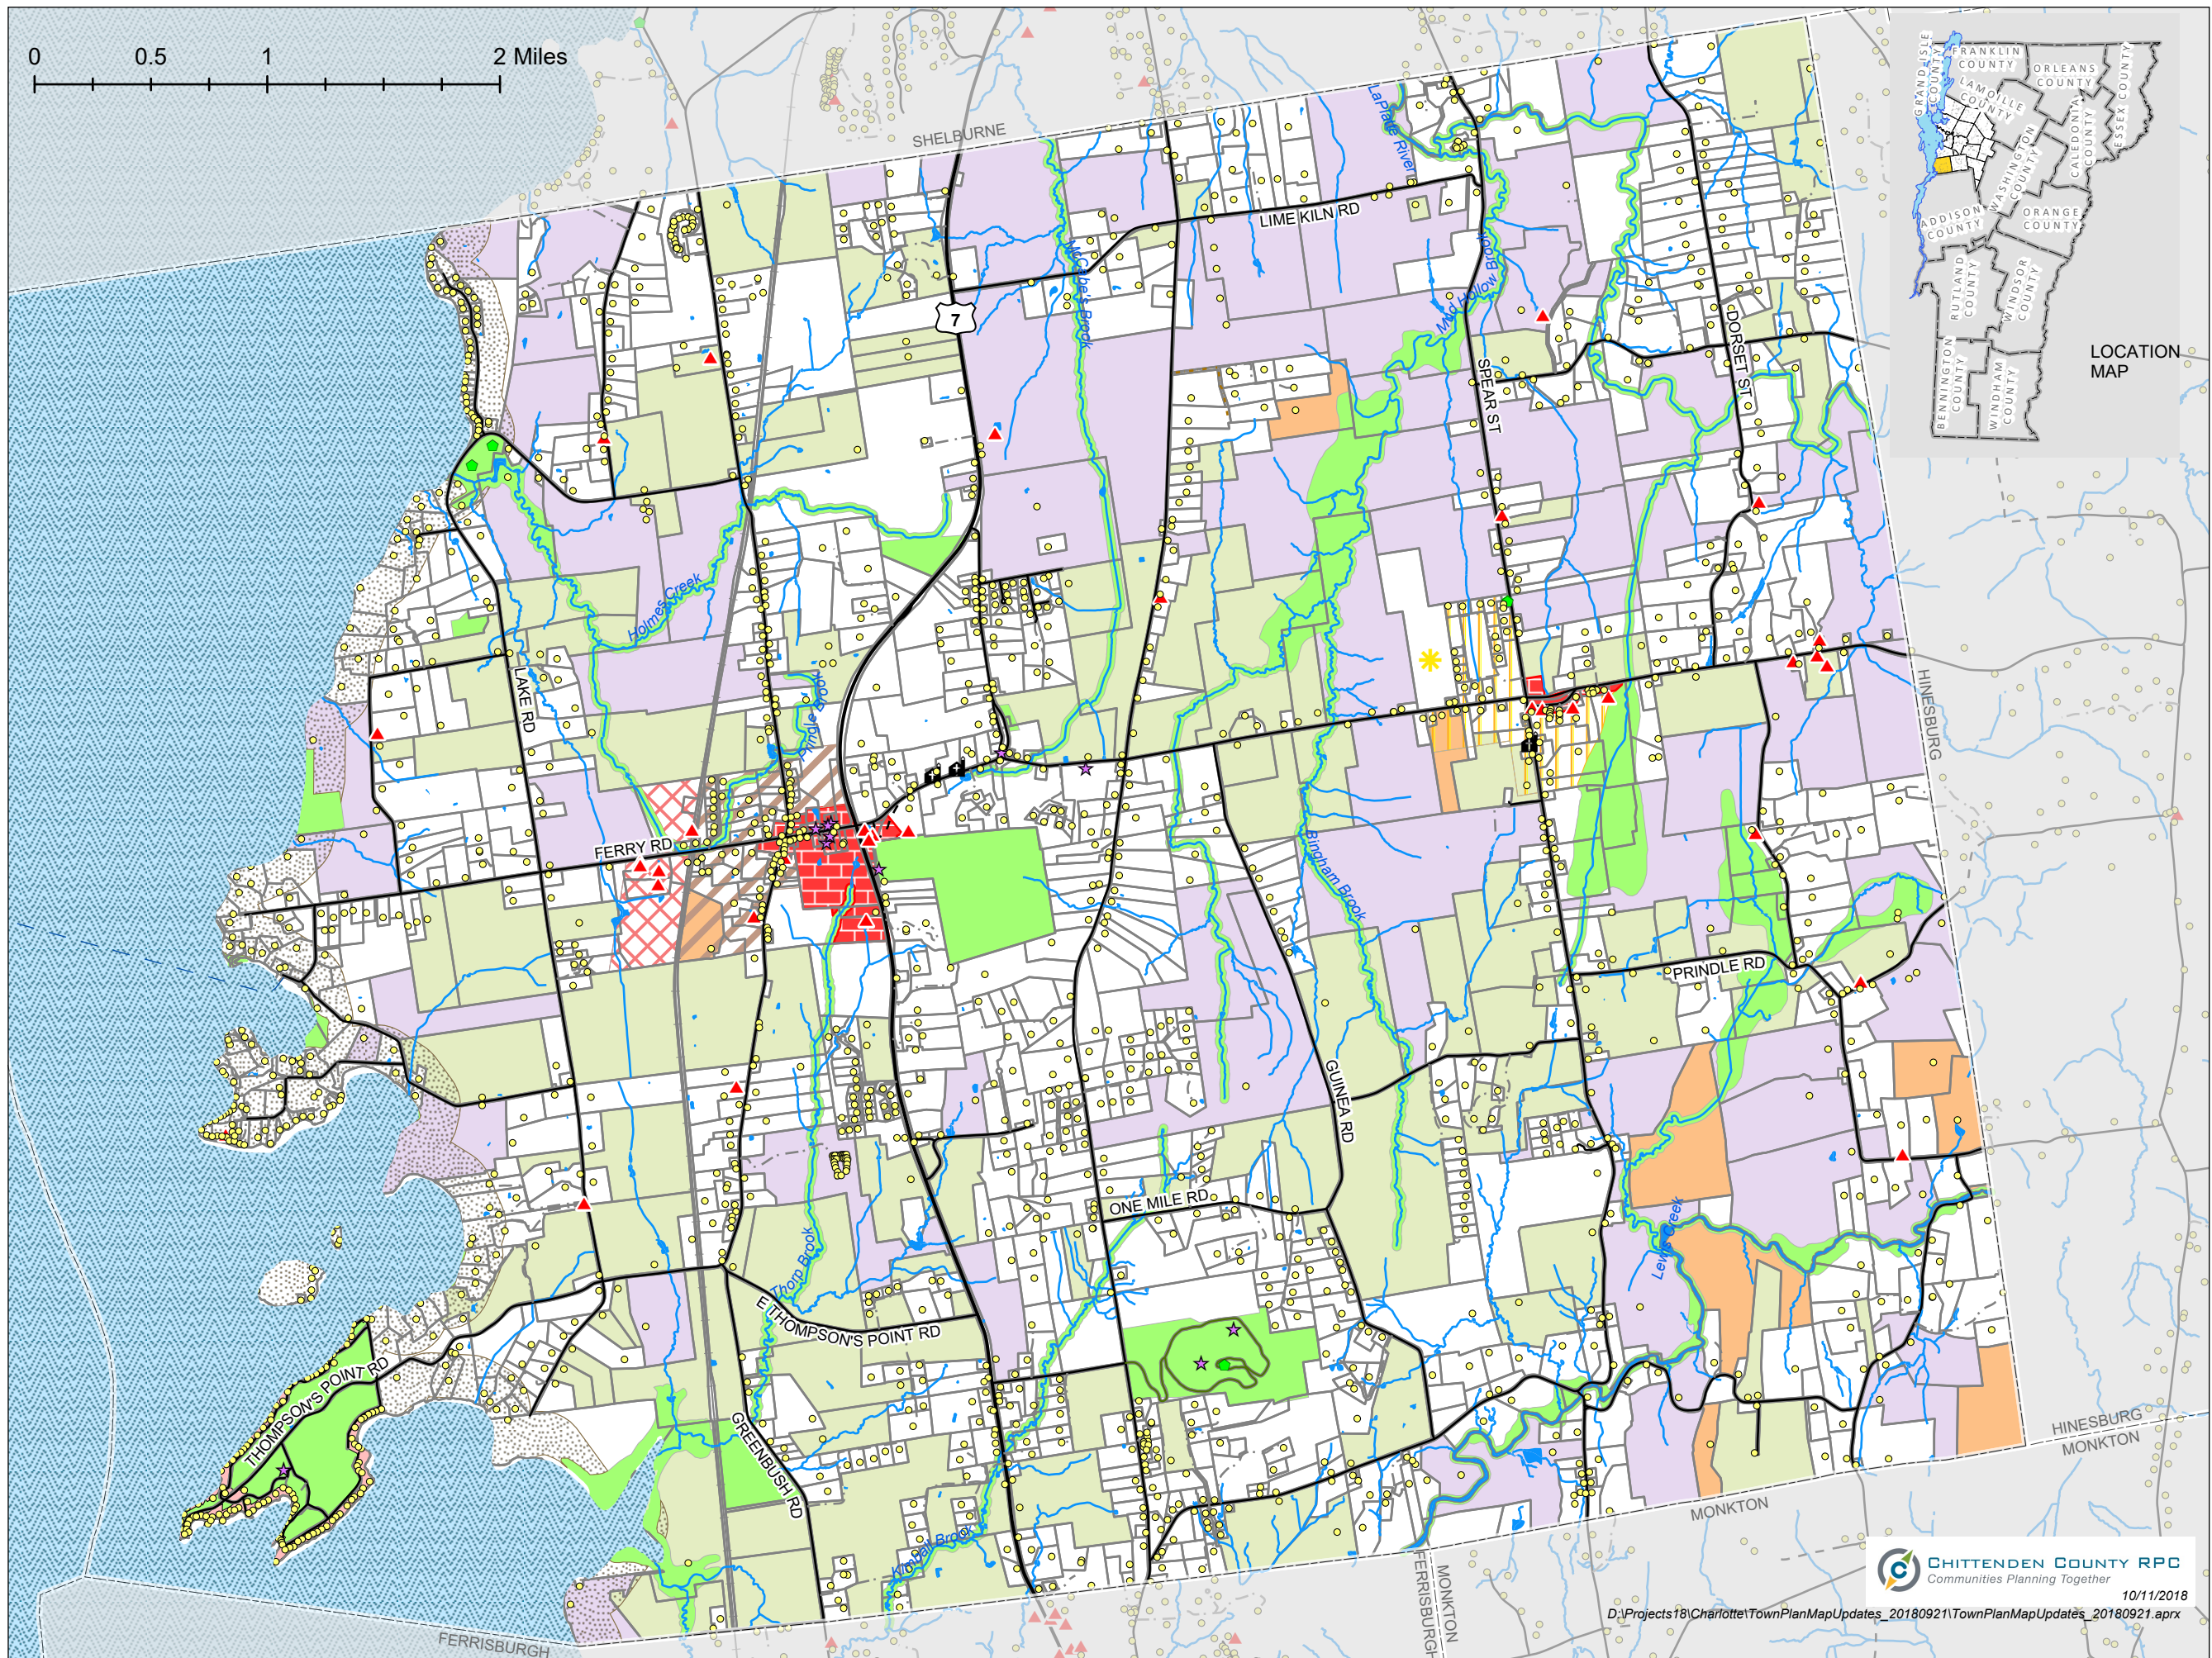 0 0.5 1 2 Miles
SHELBURNE
LaPlatte River
LIME KILN RD
McCabe's Brook
Mud Hollow Brook
7
SPEAR ST
DORSET ST
Holmes Creek
LAKE RD
Pringle Brook
HINESBURG
FERRY RD
Bingham Brook
PRINDLE RD
GUINEA RD
ONE MILE RD
Lewis Creek
Thorp Brook
E THOMPSON'S POINT RD
THOMPSON'S POINT RD
GREENBUSH RD
Kimball Brook
HINESBURG
MONKTON
MONKTON
FERRISBURGH
MONKTON
FERRISBURGH
GRAND ISLE
COUNTY
FRANKLIN
COUNTY
ORLEANS
COUNTY
ESSEX COUNTY
LAMOILLE
COUNTY
CALEDONIA
COUNTY
WASHINGTON
COUNTY
ADDISON
COUNTY
ORANGE
COUNTY
RUTLAND
COUNTY
WINDSOR
COUNTY
BENNINGTON
COUNTY
WINDHAM
COUNTY
LOCATION
MAP
CHITTENDEN COUNTY RPC
Communities Planning Together
10/11/2018
D:\Projects18\Charlotte\TownPlanMapUpdates_20180921\TownPlanMapUpdates_20180921.aprx